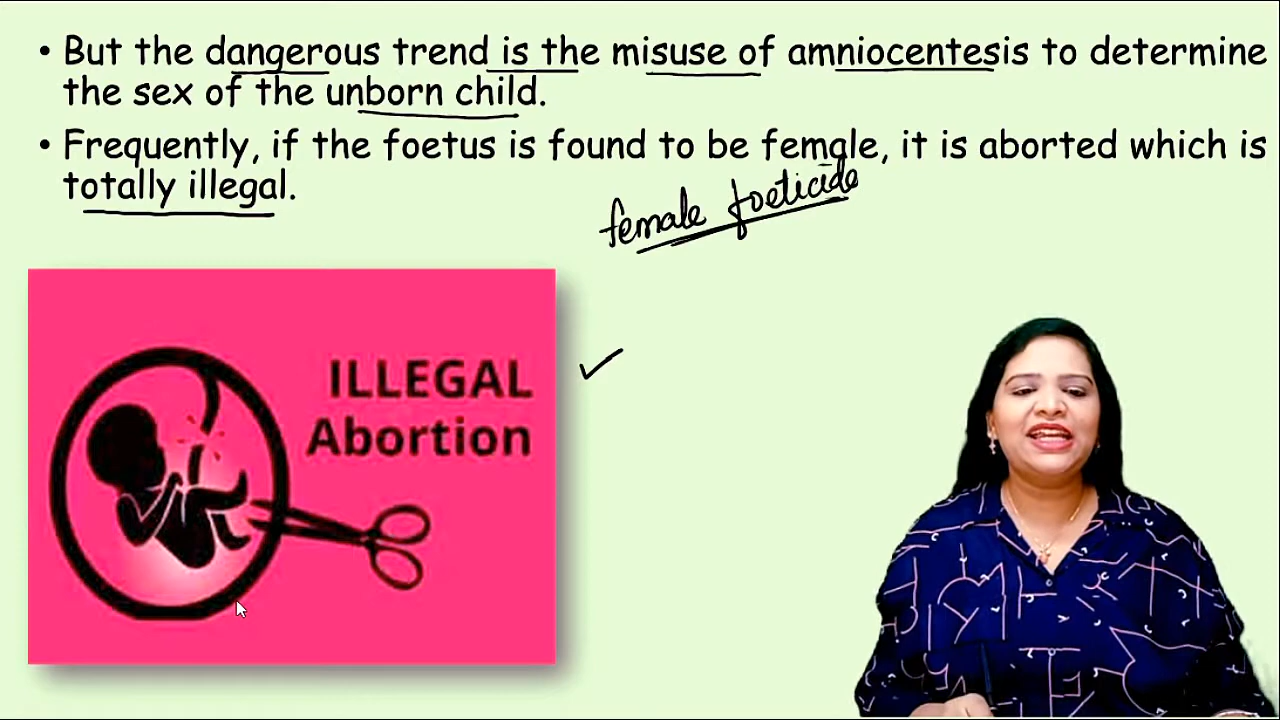 • But the dangerous trend is the misuse of amniocentesis to determine
the sex of the unborn child.
• Frequently, if the foetus is found to be female, it is aborted which is
totally illegal.
female foeticide
ILLEGAL
Abortion